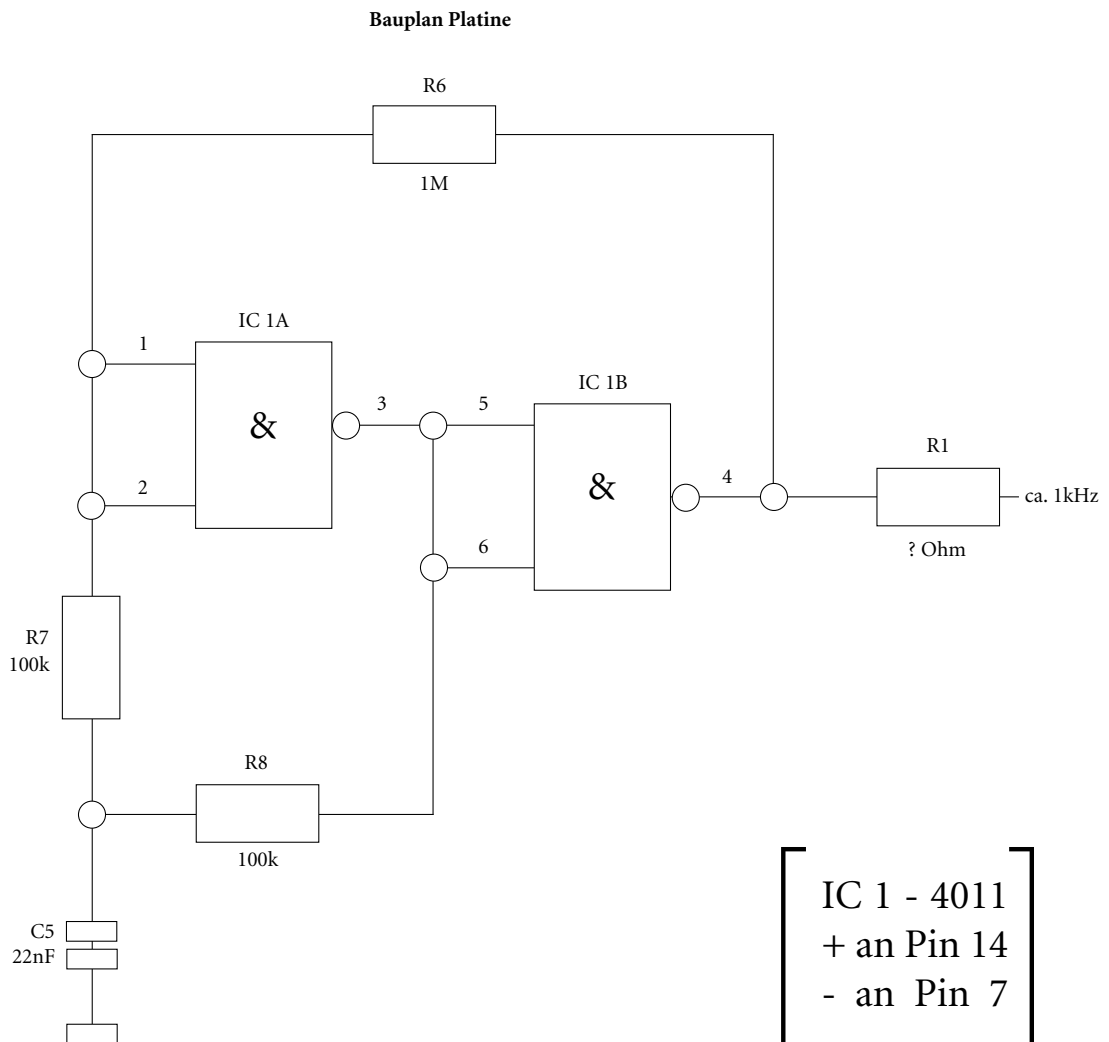 Bauplan Platine
R6
1M
IC 1A
1
&
2
3
5
IC 1B
&
6
4
R1
ca. 1kHz
? Ohm
R7
100k
R8
100k
C5
22nF
IC 1 - 4011
+ an Pin 14
- an Pin 7